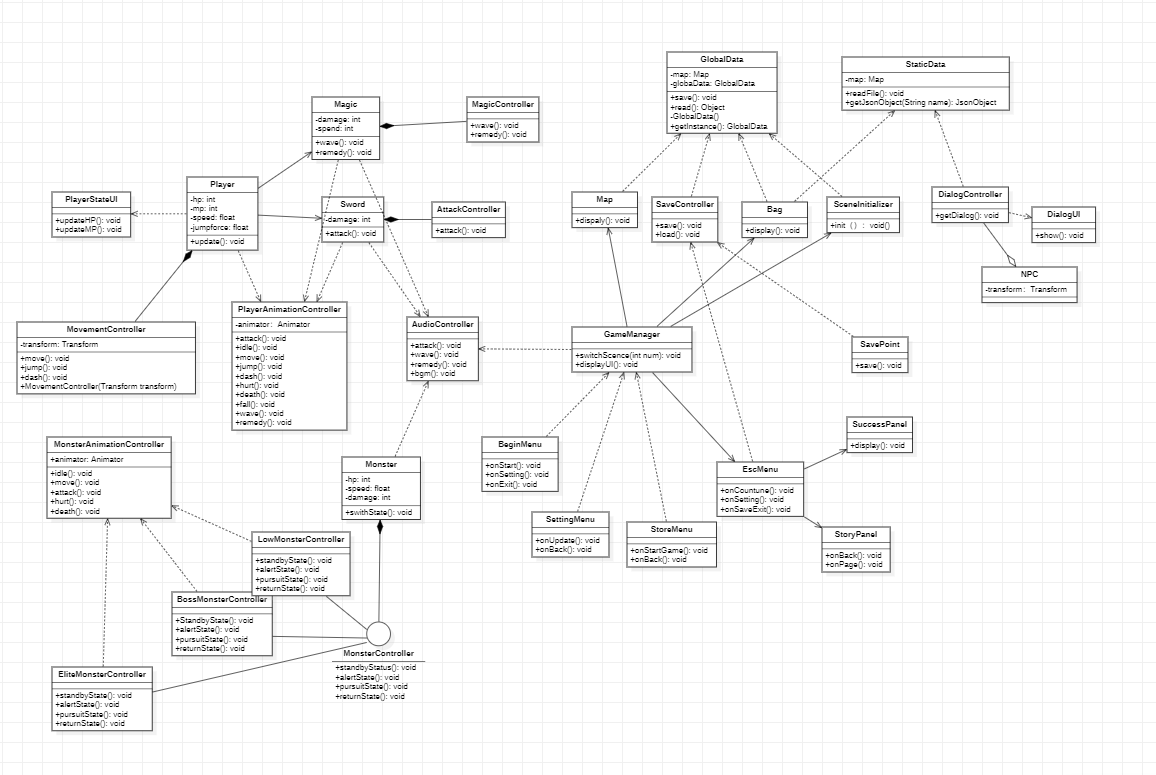 GlobalData
-map: Map
-globaData: GlobalData
+save(): void
+read(): Object
-GlobalData()
+getInstance(): GlobalData
StaticData
-map: Map
+readFile(): void
+getJsonObject(String name): JsonObject
Magic
-damage: int
-spend: int
+wave(): void
+remedy(): void
MagicController
+wave(): void
+remedy(): void
Player
-hp: int
-mp: int
-speed: float
-jumpforce: float
+update(): void
PlayerStateUI
+updateHP(): void
+updateMP(): void
Sword
-damage: int
+attack(): void
AttackController
+attack(): void
Map
+dispaly(): void
SaveController
+save(): void
+load(): void
Bag
+display(): void
SceneInitializer
+init（）： void()
DialogController
+getDialog(): void
DialogUI
+show(): void
NPC
-transform： Transform
MovementController
-transform: Transform
+move(): void
+jump(): void
+dash(): void
+MovementController(Transform transform)
PlayerAnimationController
-animator： Animator
+attack(): void
+idle(): void
+move(): void
+jump(): void
+dash(): void
+hurt(): void
+death(): void
+fall(): void
+wave(): void
+remedy(): void
AudioController
+attack(): void
+wave(): void
+remedy(): void
+bgm(): void
GameManager
+switchScence(int num): void
+displayUI(): void
SavePoint
+save(): void
MonsterAnimationController
+animator: Animator
+idle(): void
+move(): void
+attack(): void
+hurt(): void
+death(): void
Monster
-hp: int
-speed: float
-damage: int
+swithState(): void
BeginMenu
+onStart(): void
+onSetting(): void
+onExit(): void
SuccessPanel
+display(): void
EscMenu
+onCountune(): void
+onSetting(): void
+onSaveExit(): void
SettingMenu
+onUpdate(): void
+onBack(): void
StoreMenu
+onStartGame(): void
+onBack(): void
StoryPanel
+onBack(): void
+onPage(): void
LowMonsterController
+standbyState(): void
+alertState(): void
+pursuitState(): void
+returnState(): void
BossMonsterController
+StandbyState(): void
+alertState(): void
+pursuitState(): void
+returnState(): void
MonsterController
+standbyStatus(): void
+alertState(): void
+pursuitState(): void
+returnState(): void
EliteMonsterController
+standbyState(): void
+alertState(): void
+pursuitState(): void
+returnState(): void